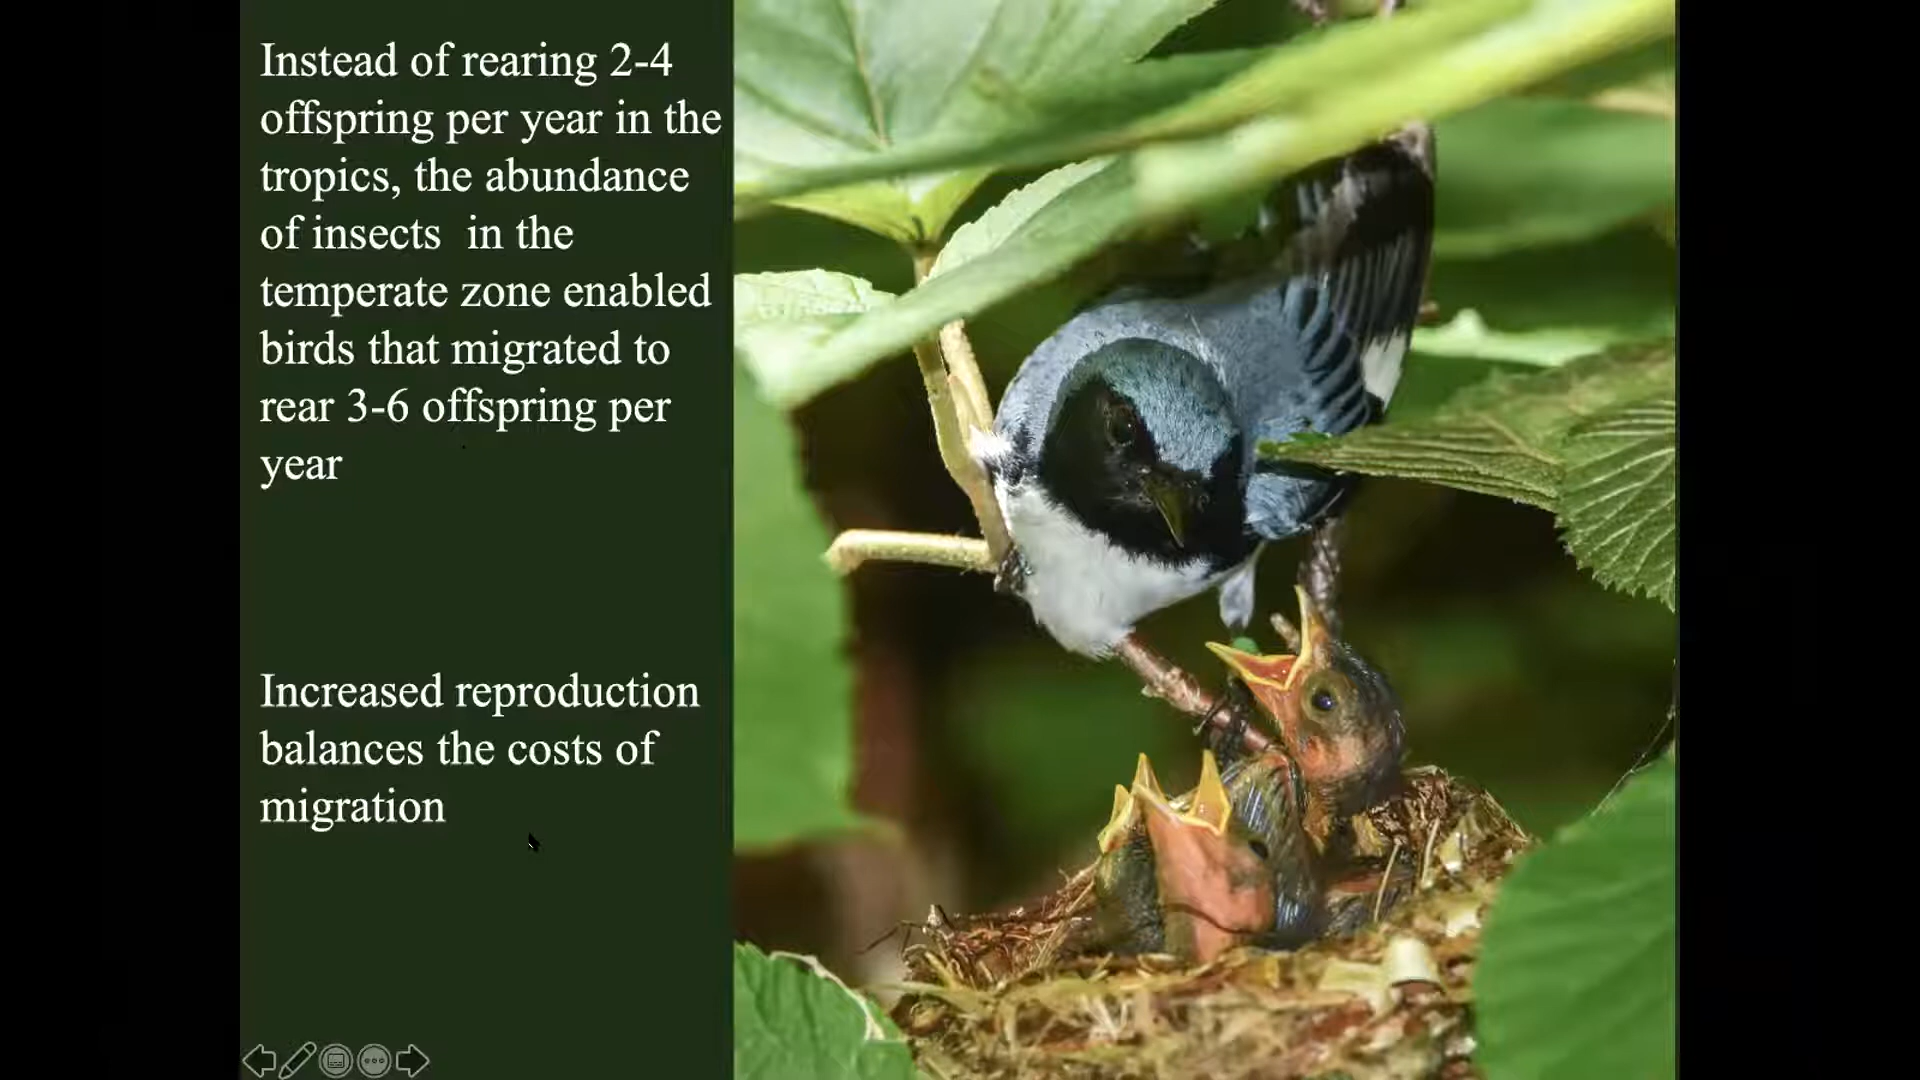 Instead of rearing 2-4
offspring per year in the
tropics, the abundance
of insects  in the
temperate zone enabled
birds that migrated to
rear 3-6 offspring per
year
Increased reproduction
balances the costs of
migration